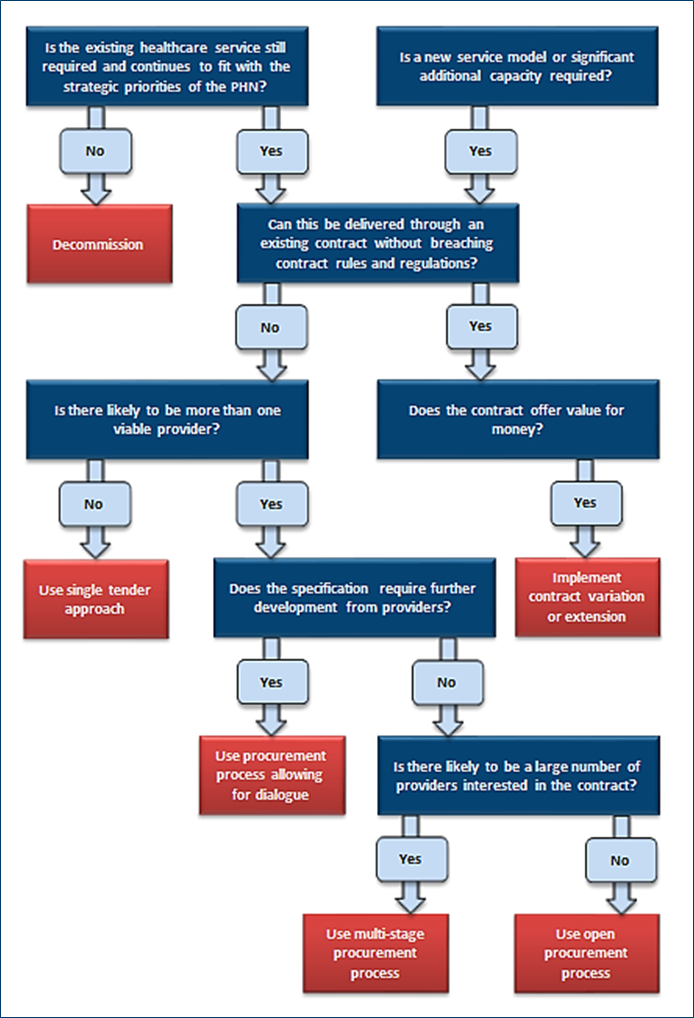 Is the existing healthcare service still
required and continues to fit with the
strategic priorities of the PHN?
Is a new service model or significant
additional capacity required?
No
Yes
Yes
Decommission
Can this be delivered through an
existing contract without breaching
contract rules and regulations?
No
Yes
Is there likely to be more than one
viable provider?
Does the contract offer value for
money?
No
Yes
Yes
Use single tender
approach
Does the specification require further
development from providers?
Implement
contract variation
or extension
Yes
No
Use procurement
process allowing
for dialogue
Is there likely to be a large number of
providers interested in the contract?
Yes
No
Use multi-stage
procurement
process
Use open
procurement
process